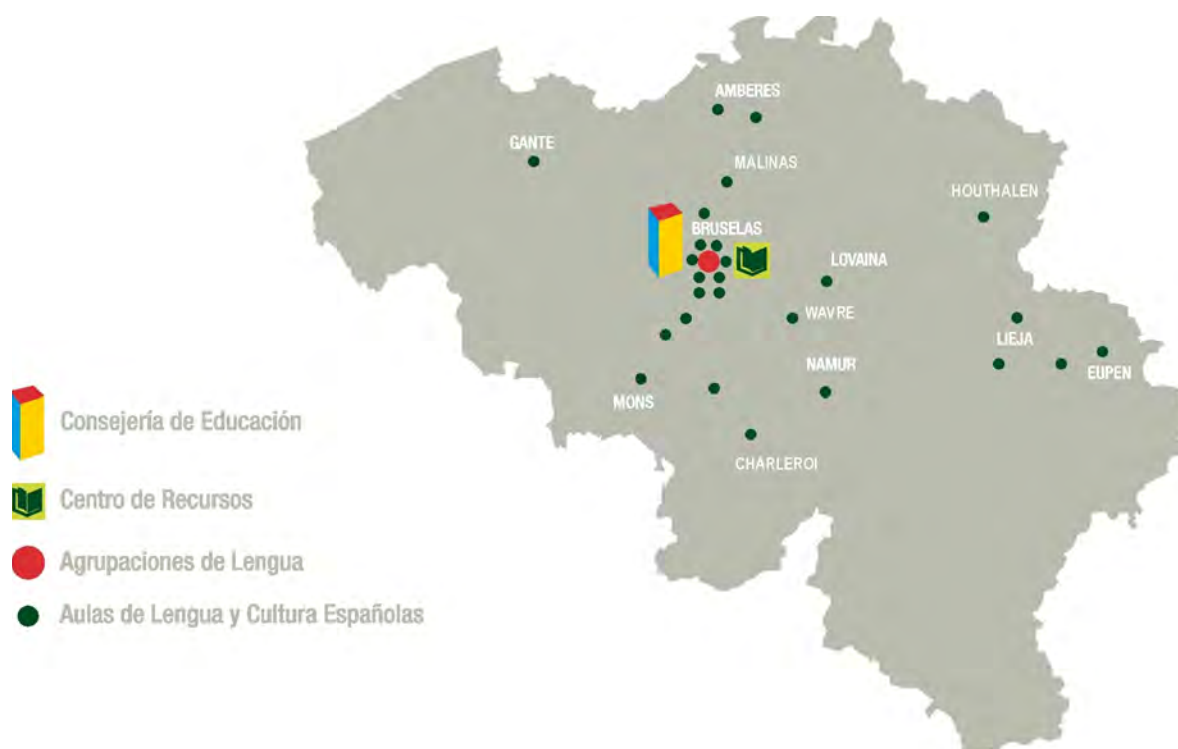 AMBERES
GANTE
MALINAS
HOUTHALEN
BRUSELAS
LOVAINA
WAVRE
LIEJA
EUPEN
NAMUR
MONS
CHARLEROI
Consejería de Educación
Centro de Recursos
Agrupaciones de Lengua
Aulas de Lengua y Cultura Españolas